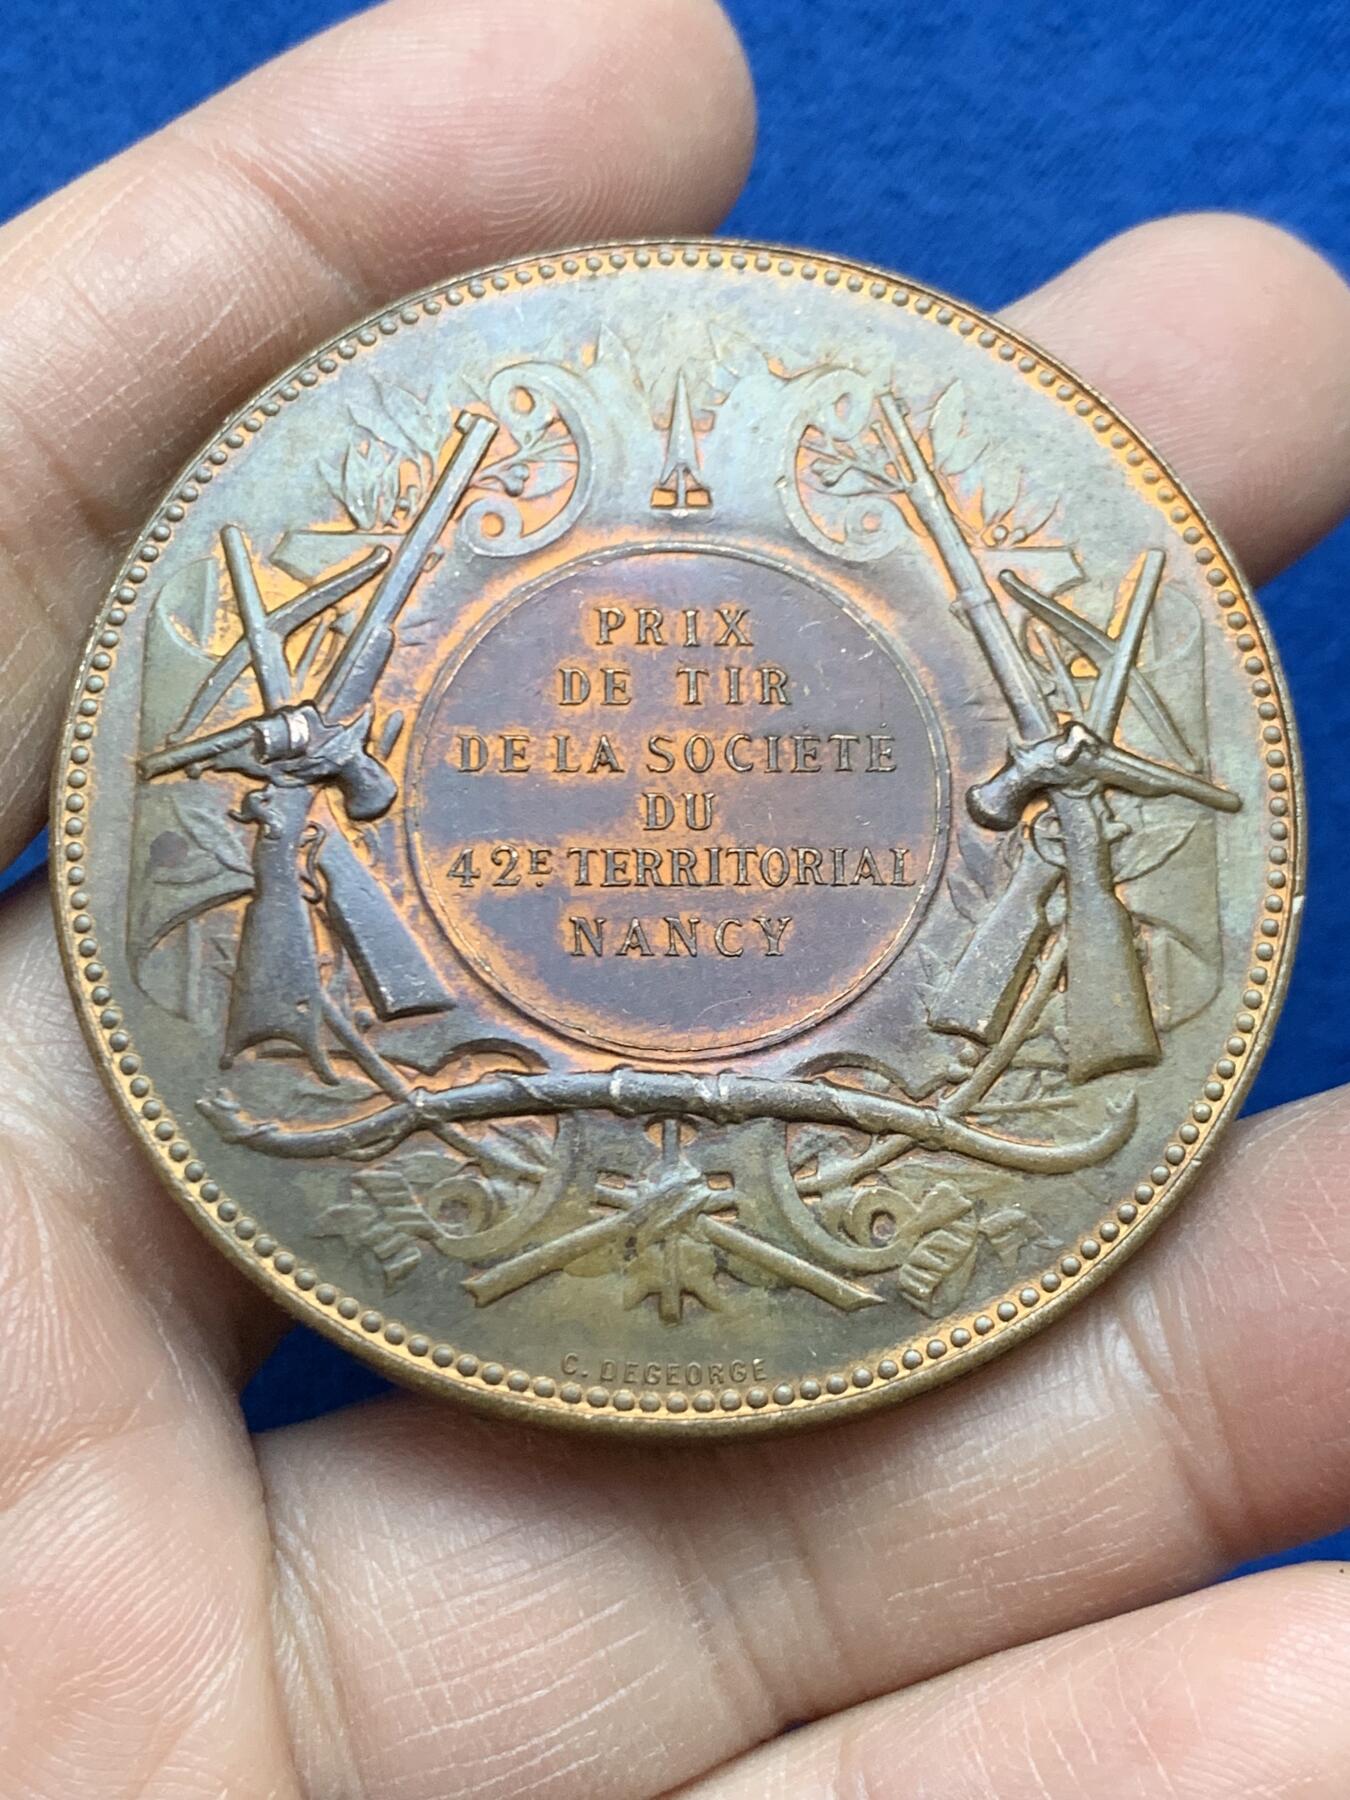 PRIX
DE TIR
DE LA SOCIÉTÉ
DU
42E. TERRITORIAL
NANCY
C. DEGEORGE